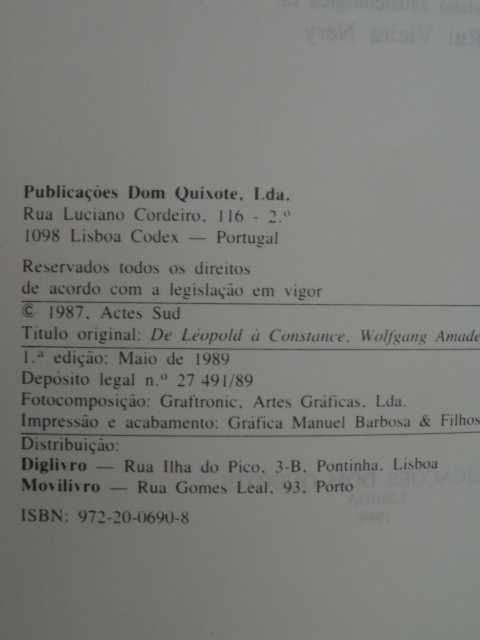 Rui Vieira Nery
Publicações Dom Quixote, Lda.
Rua Luciano Cordeiro, 116 - 2.º
1098 Lisboa Codex — Portugal
Reservados todos os direitos
de acordo com a legislação em vigor
© 1987, Actes Sud
Título original: De Léopold à Constance, Wolfgang Amade
1.ª edição: Maio de 1989
Depósito legal n.º 27 491/89
Fotocomposição: Graftronic, Artes Gráficas, Lda.
Impressão e acabamento: Gráfica Manuel Barbosa & Filhos
Distribuição:
Diglivro — Rua Ilha do Pico, 3-B, Pontinha, Lisboa
Movilivro — Rua Gomes Leal, 93, Porto
ISBN: 972-20-0690-8